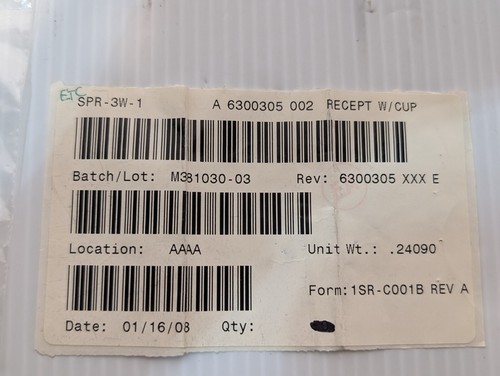 ETC
SPR-3W-1 A 6300305 002 RECEPT W/CUP
Batch/Lot: M381030-03 Rev: 6300305 XXX E
Location: AAAA Unit Wt.: .24090
Form: 1SR-C001B REV A
Date: 01/16/08 Qty: